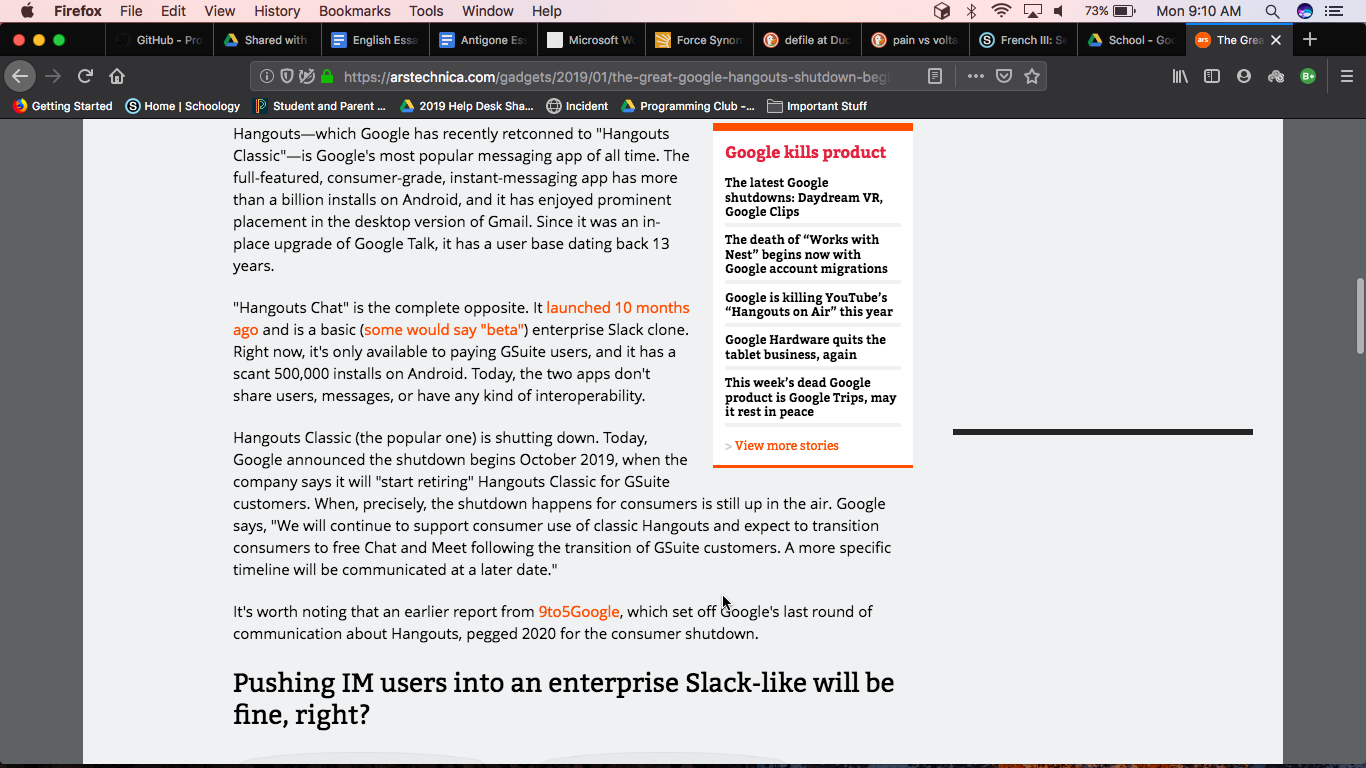 Firefox File Edit View History Bookmarks Tools Window Help 73% Mon 9:10 AM
GitHub - Pro Shared with English Essa Antigone Es Microsoft W Force Synon defile at Duc pain vs volta French III: Se School - Goo ars The Grea
https://arstechnica.com/gadgets/2019/01/the-great-google-hangouts-shutdown-beg
Getting Started Home | Schoology Student and Parent ... 2019 Help Desk Sha... Incident Programming Club -... Important Stuff
Hangouts—which Google has recently retconned to "Hangouts
Classic"—is Google's most popular messaging app of all time. The
full-featured, consumer-grade, instant-messaging app has more
than a billion installs on Android, and it has enjoyed prominent
placement in the desktop version of Gmail. Since it was an in-
place upgrade of Google Talk, it has a user base dating back 13
years.
"Hangouts Chat" is the complete opposite. It launched 10 months
ago and is a basic (some would say "beta") enterprise Slack clone.
Right now, it's only available to paying GSuite users, and it has a
scant 500,000 installs on Android. Today, the two apps don't
share users, messages, or have any kind of interoperability.
Hangouts Classic (the popular one) is shutting down. Today,
Google announced the shutdown begins October 2019, when the
company says it will "start retiring" Hangouts Classic for GSuite
customers. When, precisely, the shutdown happens for consumers is still up in the air. Google
says, "We will continue to support consumer use of classic Hangouts and expect to transition
consumers to free Chat and Meet following the transition of GSuite customers. A more specific
timeline will be communicated at a later date."
It's worth noting that an earlier report from 9to5Google, which set off Google's last round of
communication about Hangouts, pegged 2020 for the consumer shutdown.
Pushing IM users into an enterprise Slack-like will be
fine, right?
Google kills product
The latest Google
shutdowns: Daydream VR,
Google Clips
The death of “Works with
Nest” begins now with
Google account migrations
Google is killing YouTube’s
“Hangouts on Air” this year
Google Hardware quits the
tablet business, again
This week’s dead Google
product is Google Trips, may
it rest in peace
> View more stories